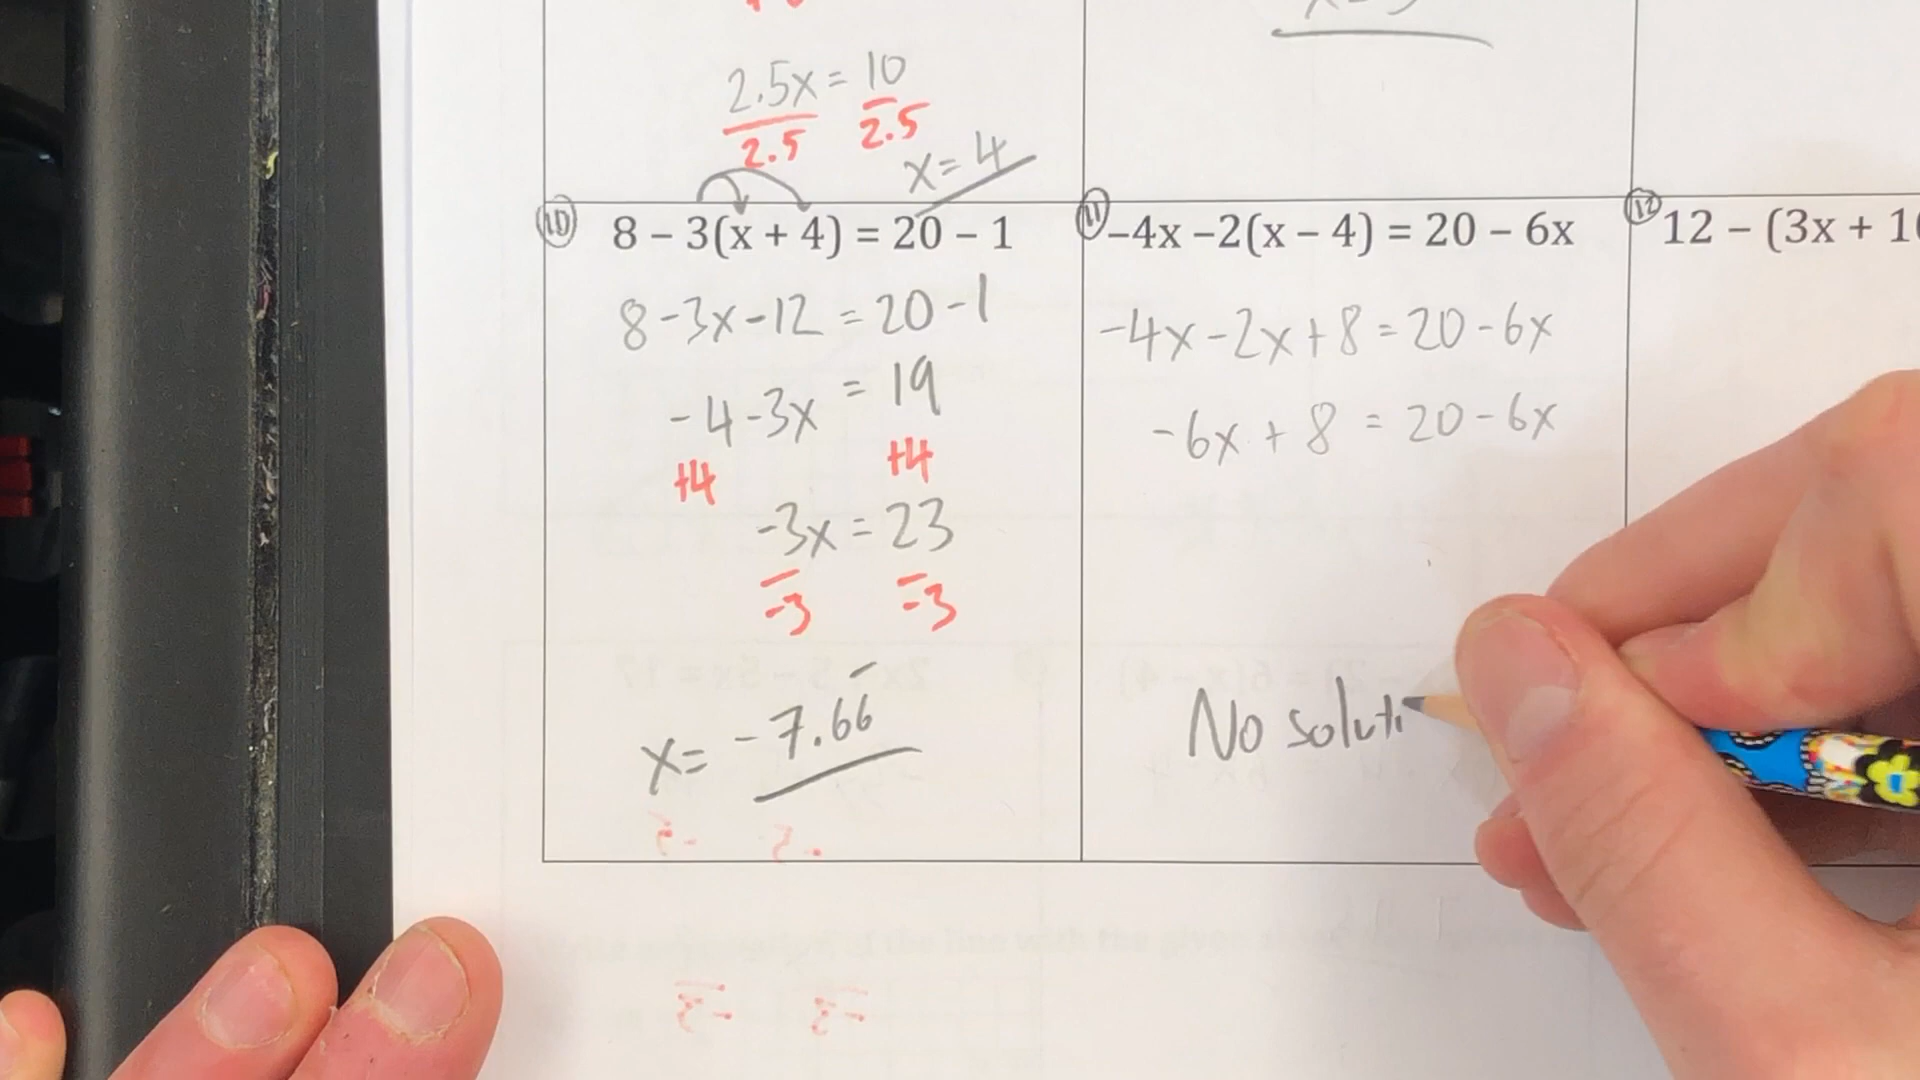 2.5x = 10
2.5 2.5
x = 4
10 8 – 3(x + 4) = 20 – 1
8 - 3x - 12 = 20 - 1
-4 - 3x = 19
+4 +4
-3x = 23
-3 -3
x = -7.66
11 –4x –2(x – 4) = 20 – 6x
-4x - 2x + 8 = 20 - 6x
-6x + 8 = 20 - 6x
No soluti
12 12 – (3x + 1